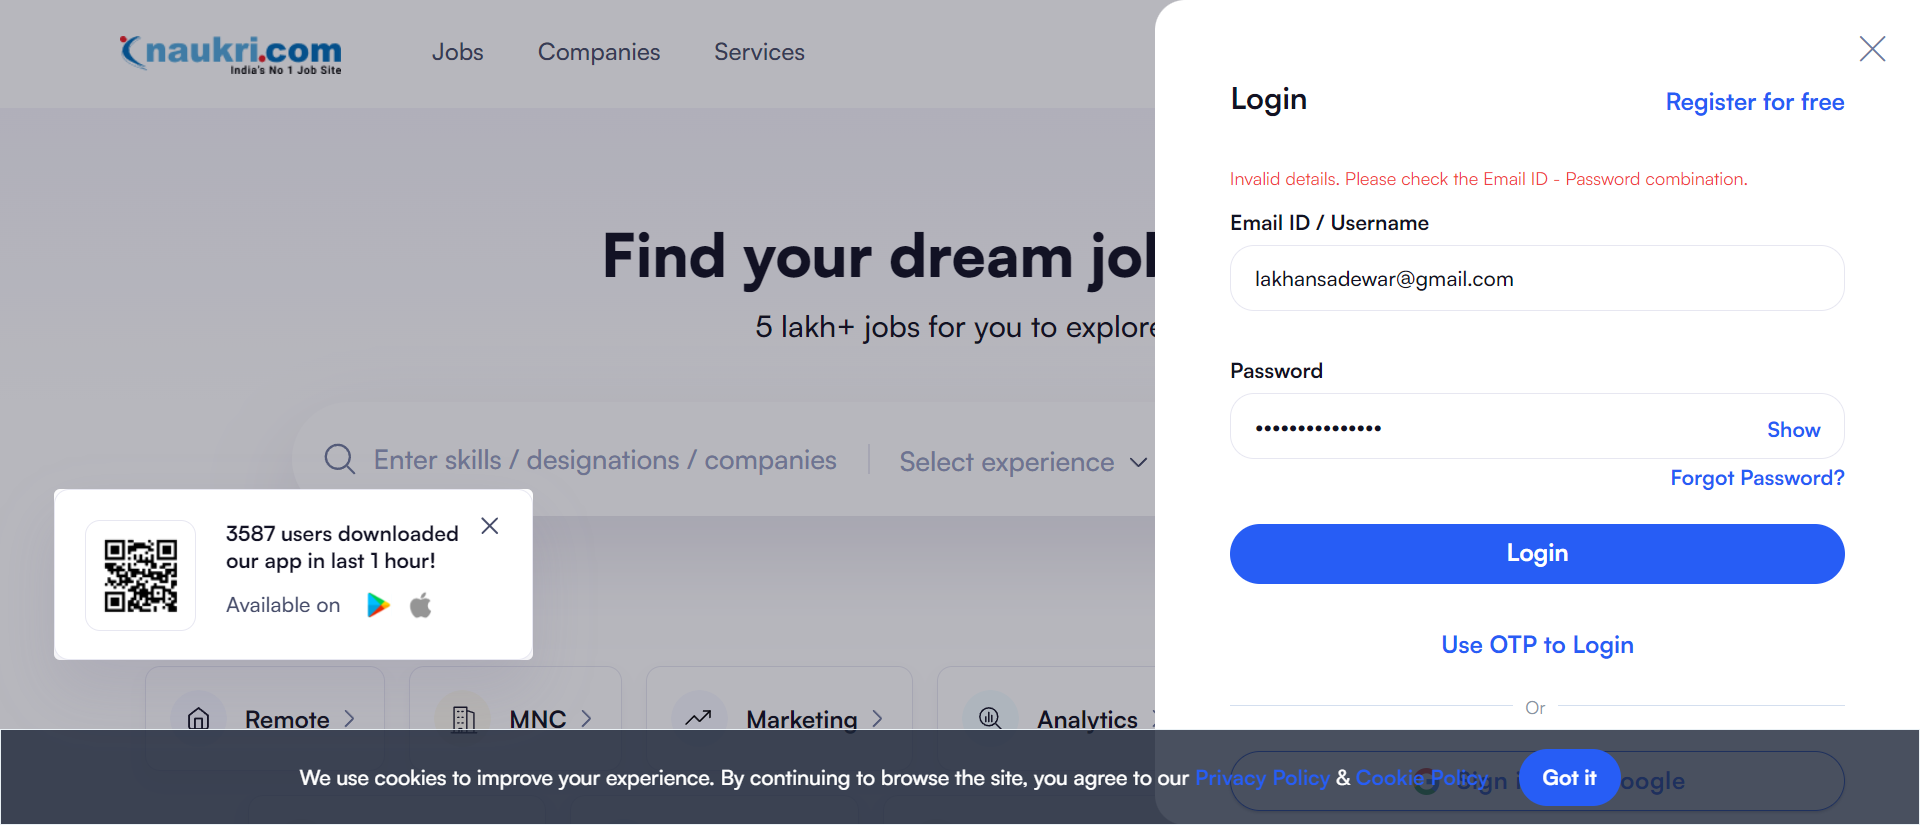 naukri.com
India's No 1 Job Site
Jobs
Companies
Services
Login
Register for free
Invalid details. Please check the Email ID - Password combination.
Email ID / Username
lakhansadewar@gmail.com
Password
•••••••••••••••
Show
Forgot Password?
Login
Use OTP to Login
Or
Find your dream
5 lakh+ jobs for you to explore
Enter skills / designations / companies
Select experience
3587 users downloaded
our app in last 1 hour!
Available on
Remote
MNC
Marketing
Analytics
We use cookies to improve your experience. By continuing to browse the site, you agree to our Privacy Policy & Cookie Policy
Got it